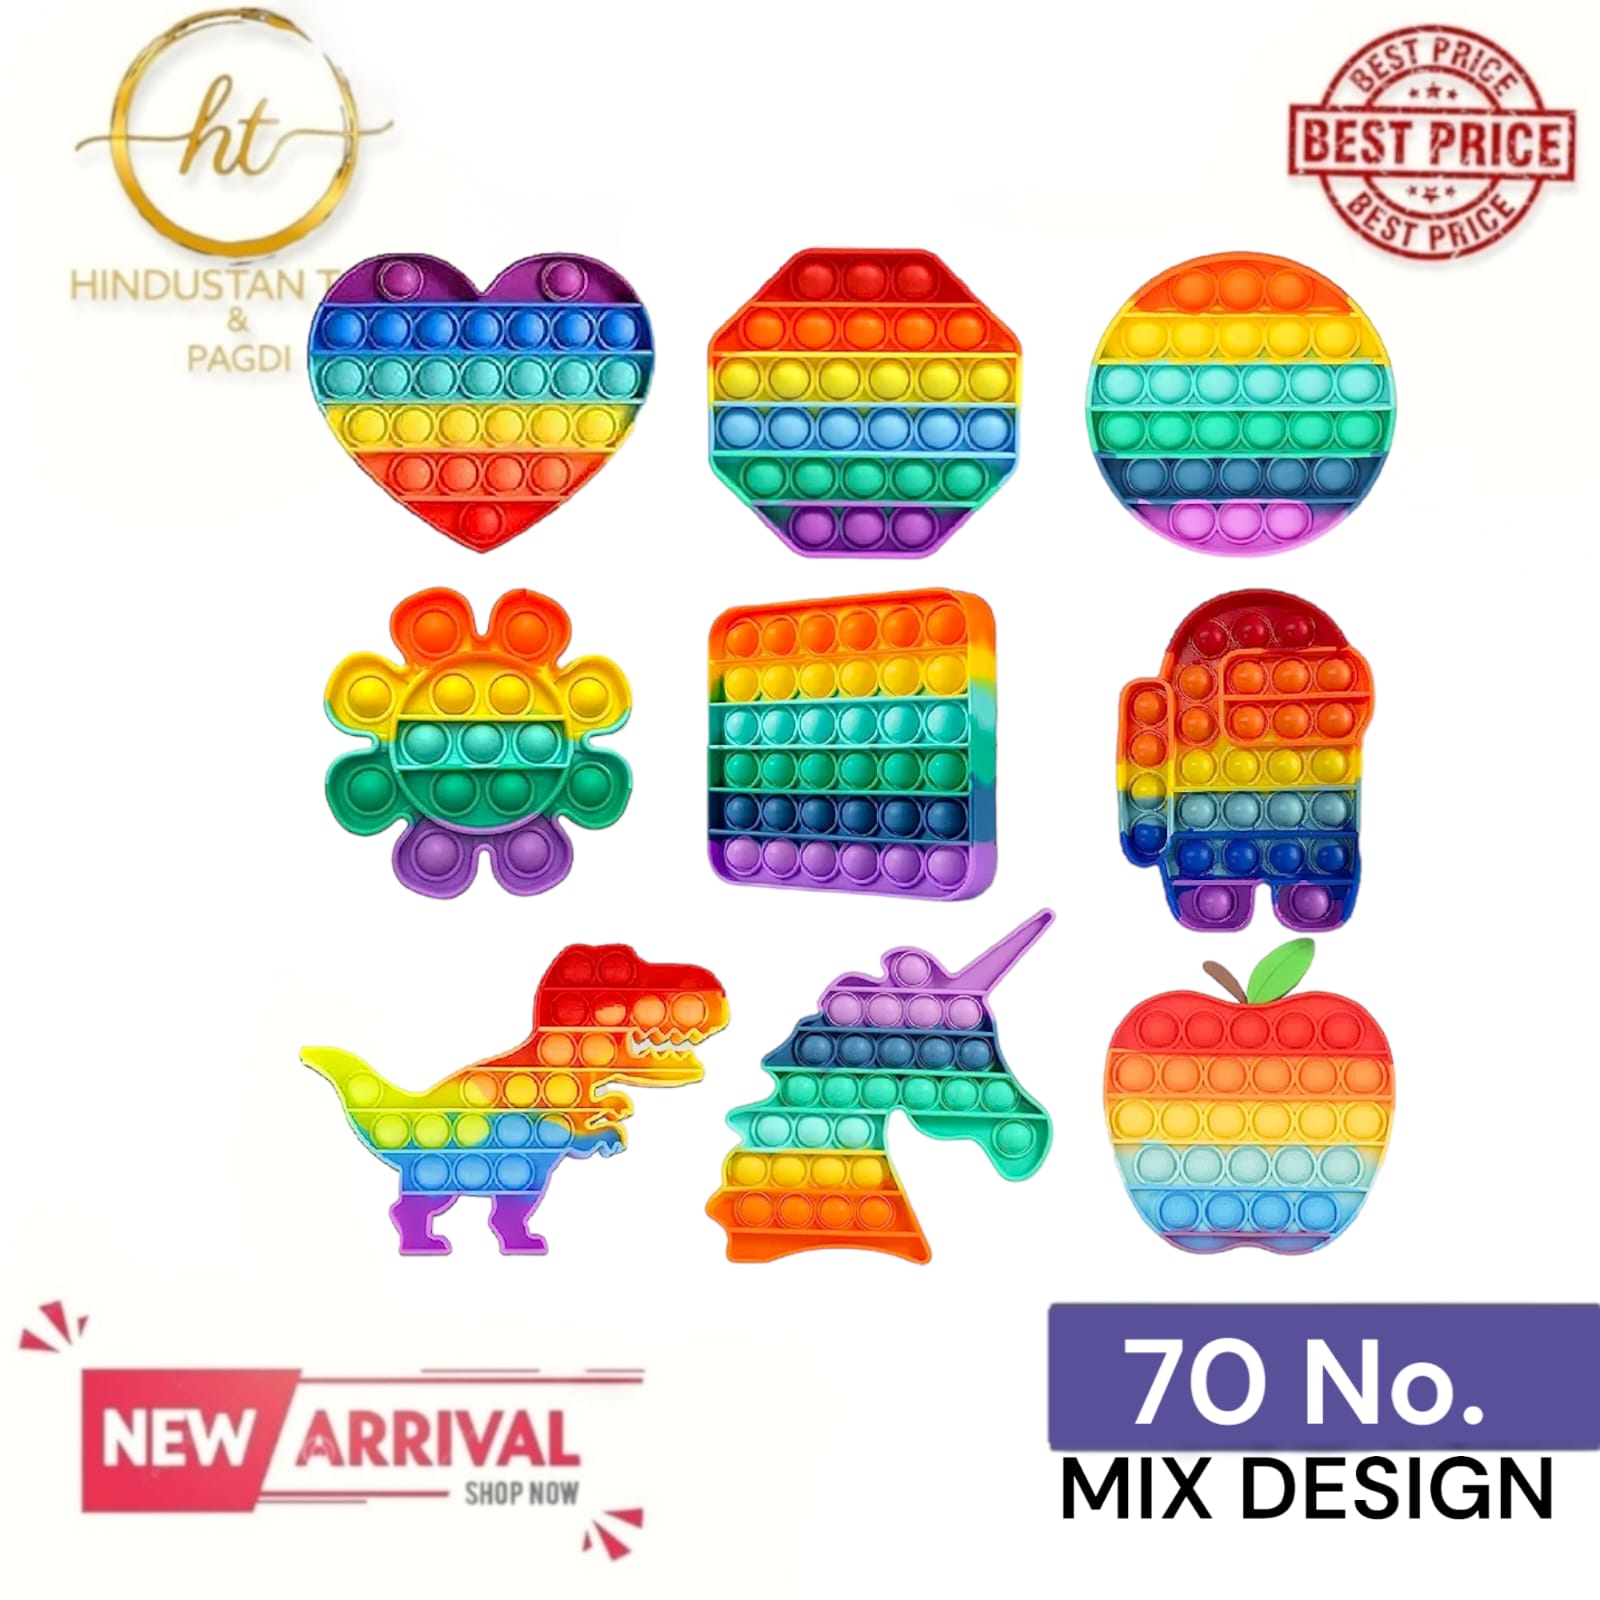 ht
HINDUSTAN T
&
PAGDI
BEST PRICE
BEST PRICE
BEST PRICE
NEW ARRIVAL
SHOP NOW
70 No.
MIX DESIGN